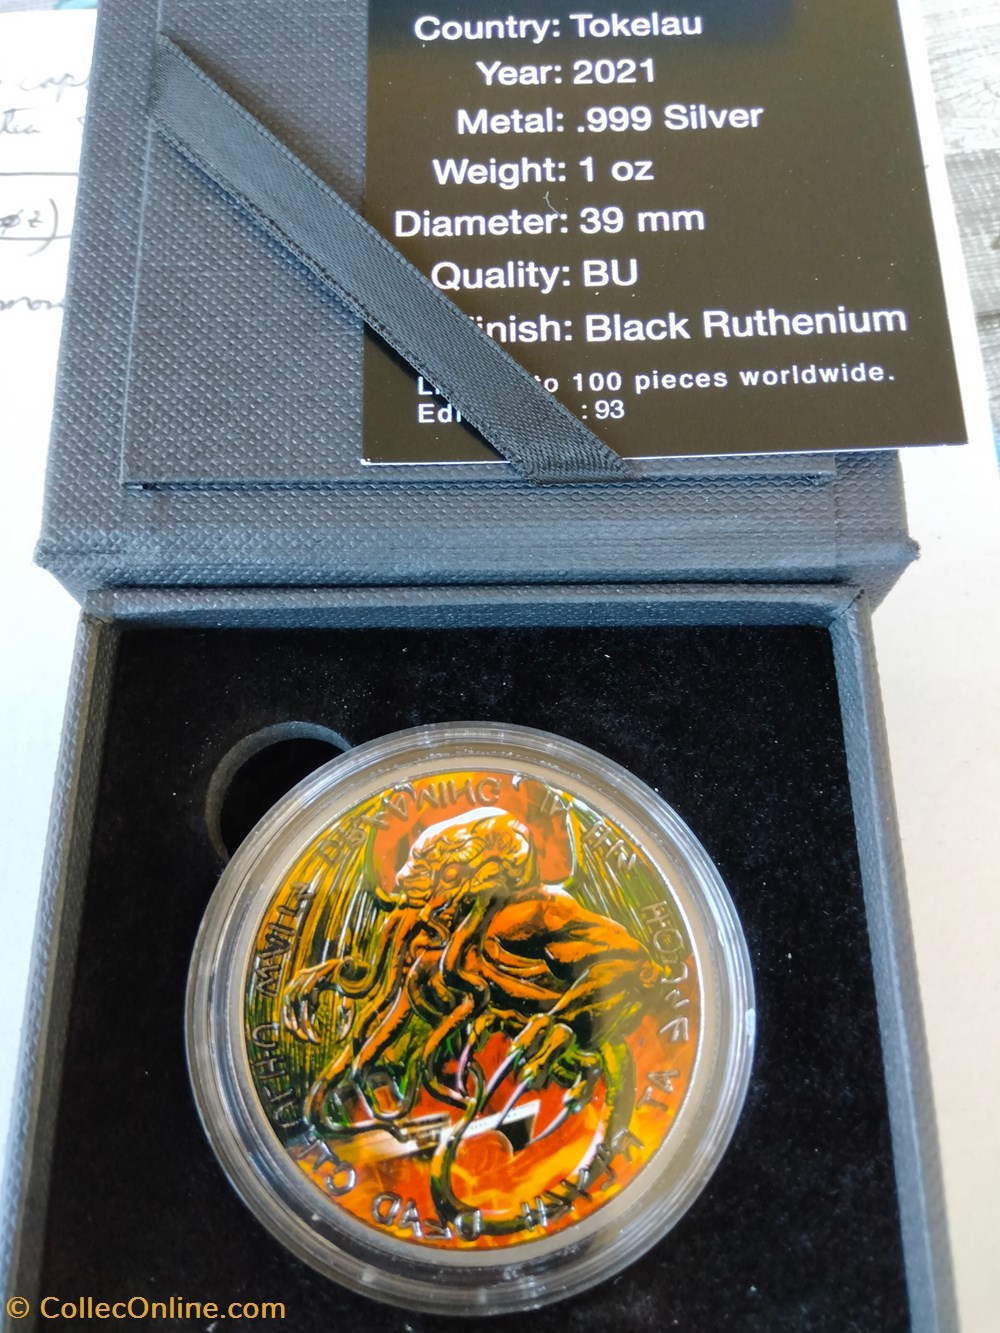 Country: Tokelau
Year: 2021
Metal: .999 Silver
Weight: 1 oz
Diameter: 39 mm
Quality: BU
inish: Black Ruthenium
to 100 pieces worldwide.
: 93
DREAMING IN HIS HOUSE AT R'LYEH DEAD CTHULHU WAITS
© CollecOnline.com